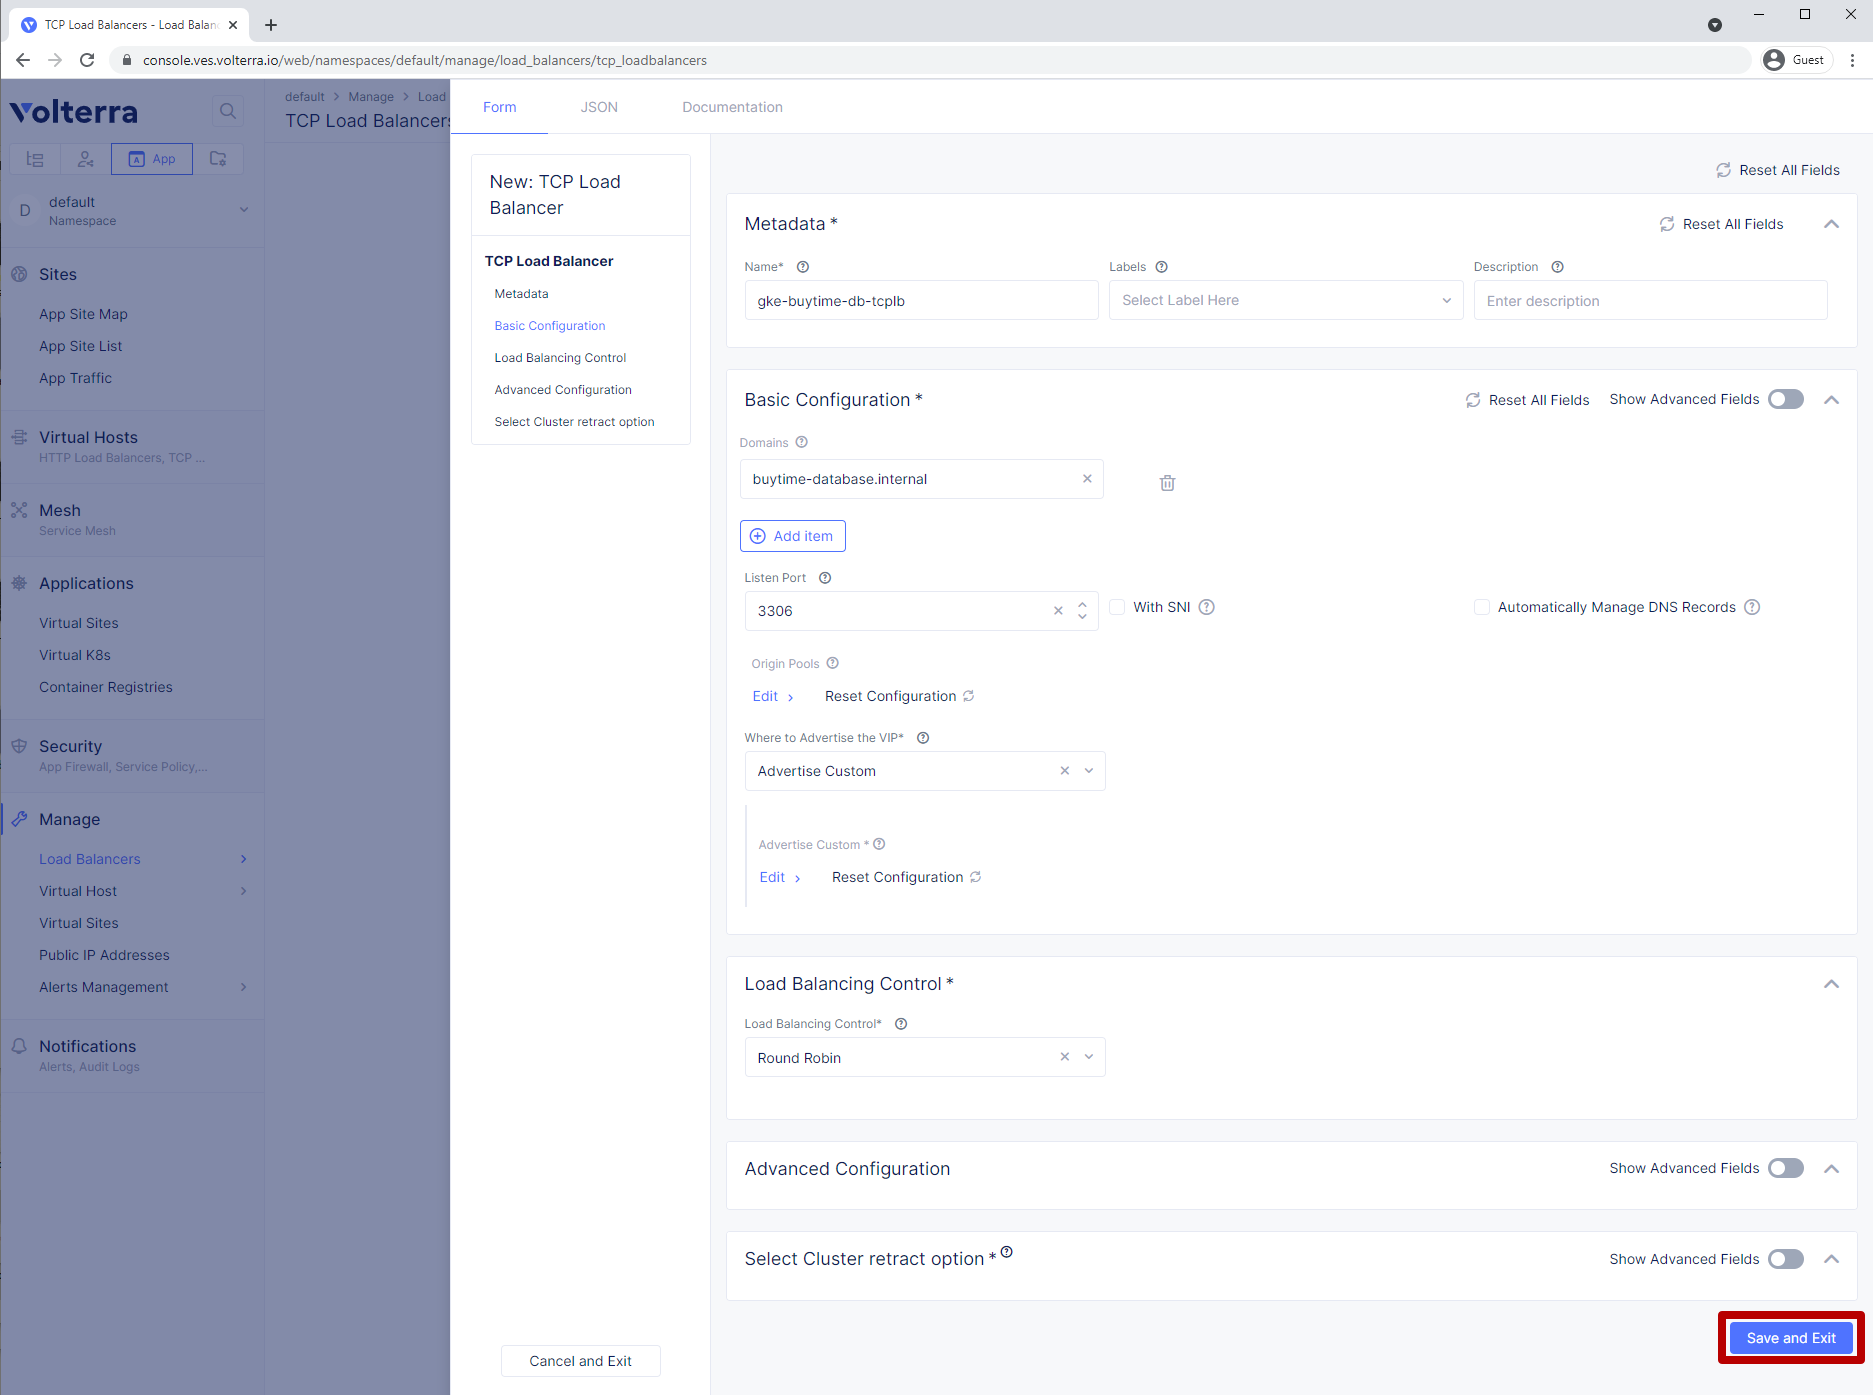 TCP Load Balancers - Load Balan
console.ves.volterra.io/web/namespaces/default/manage/load_balancers/tcp_loadbalancers
Guest
Volterra
App
D
default
Namespace
Sites
App Site Map
App Site List
App Traffic
Virtual Hosts
HTTP Load Balancers, TCP ...
Mesh
Service Mesh
Applications
Virtual Sites
Virtual K8s
Container Registries
Security
App Firewall, Service Policy,...
Manage
Load Balancers
Virtual Host
Virtual Sites
Public IP Addresses
Alerts Management
Notifications
Alerts, Audit Logs
default > Manage > Load
TCP Load Balancers
Form
JSON
Documentation
New: TCP Load
Balancer
TCP Load Balancer
Metadata
Basic Configuration
Load Balancing Control
Advanced Configuration
Select Cluster retract option
Cancel and Exit
Reset All Fields
Metadata *
Reset All Fields
Name*
Labels
Description
gke-buytime-db-tcplb
Select Label Here
Enter description
Basic Configuration *
Reset All Fields
Show Advanced Fields
Domains
buytime-database.internal
Add item
Listen Port
3306
With SNI
Automatically Manage DNS Records
Origin Pools
Edit
Reset Configuration
Where to Advertise the VIP*
Advertise Custom
Advertise Custom *
Edit
Reset Configuration
Load Balancing Control *
Load Balancing Control*
Round Robin
Advanced Configuration
Show Advanced Fields
Select Cluster retract option *
Show Advanced Fields
Save and Exit